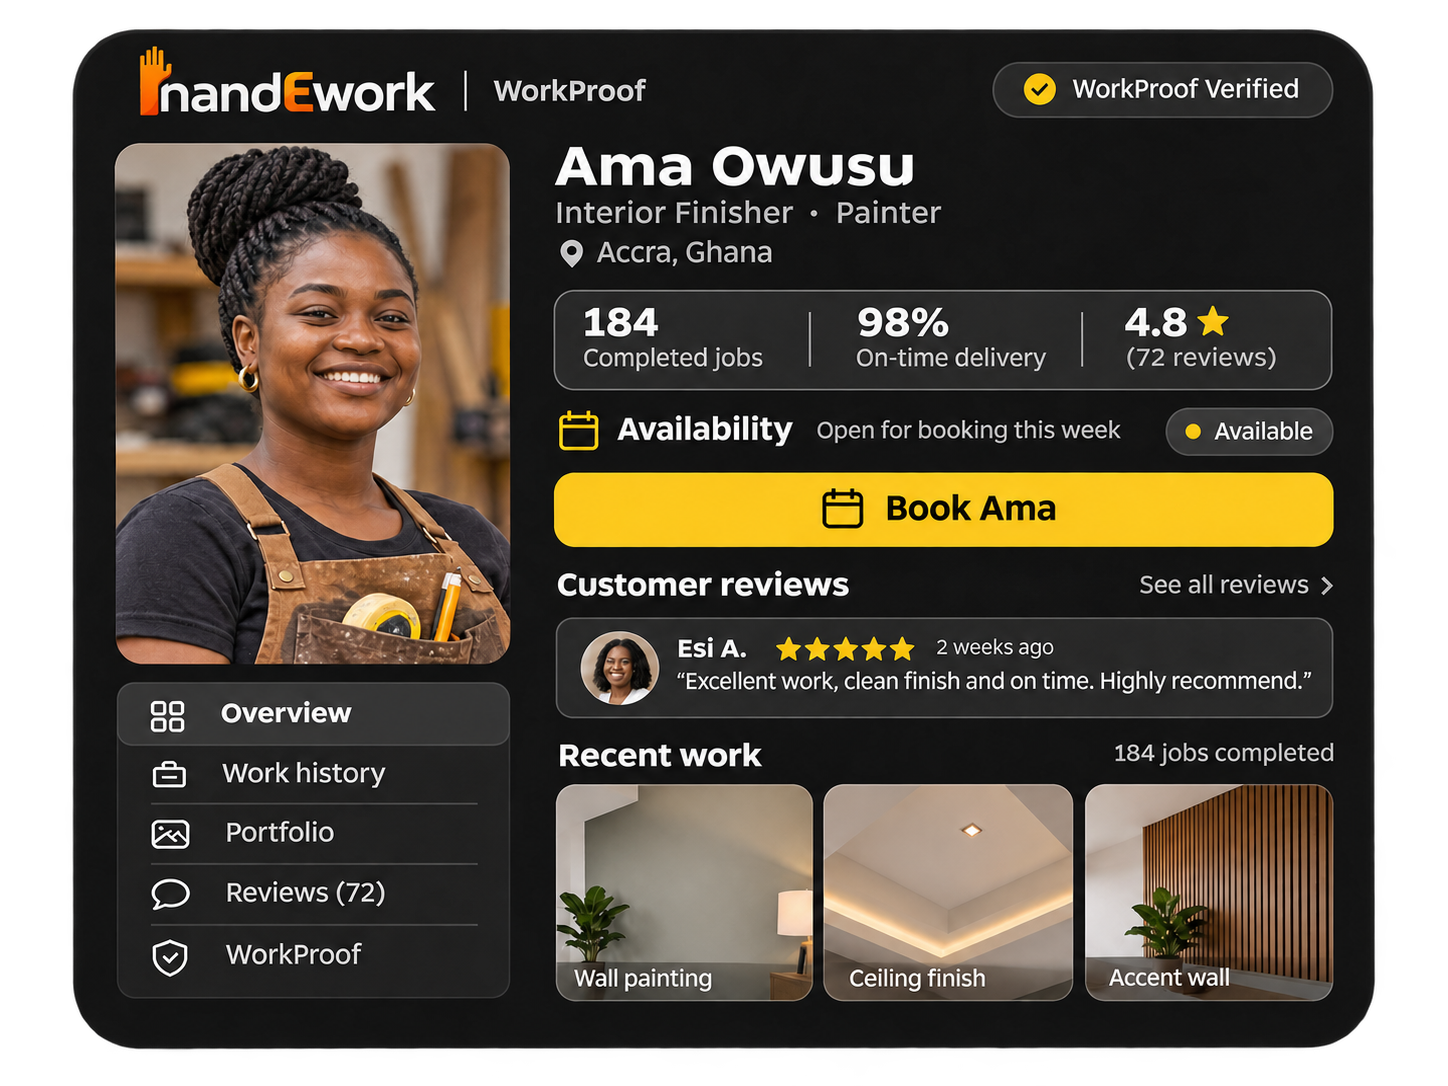 handEwork | WorkProof
WorkProof Verified
Ama Owusu
Interior Finisher • Painter
Accra, Ghana
184
Completed jobs
98%
On-time delivery
4.8
(72 reviews)
Availability
Open for booking this week
Available
Book Ama
Customer reviews
See all reviews
Esi A.
2 weeks ago
“Excellent work, clean finish and on time. Highly recommend.”
Recent work
184 jobs completed
Wall painting
Ceiling finish
Accent wall
Overview
Work history
Portfolio
Reviews (72)
WorkProof